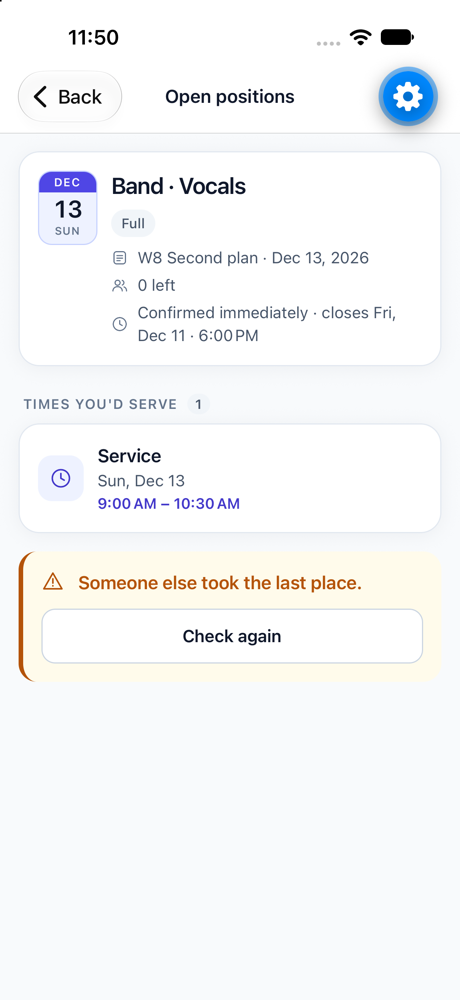 11:50
Back
Open positions
DEC
13
SUN
Band · Vocals
Full
W8 Second plan · Dec 13, 2026
0 left
Confirmed immediately · closes Fri,
Dec 11 · 6:00 PM
TIMES YOU'D SERVE 1
Service
Sun, Dec 13
9:00 AM – 10:30 AM
Someone else took the last place.
Check again